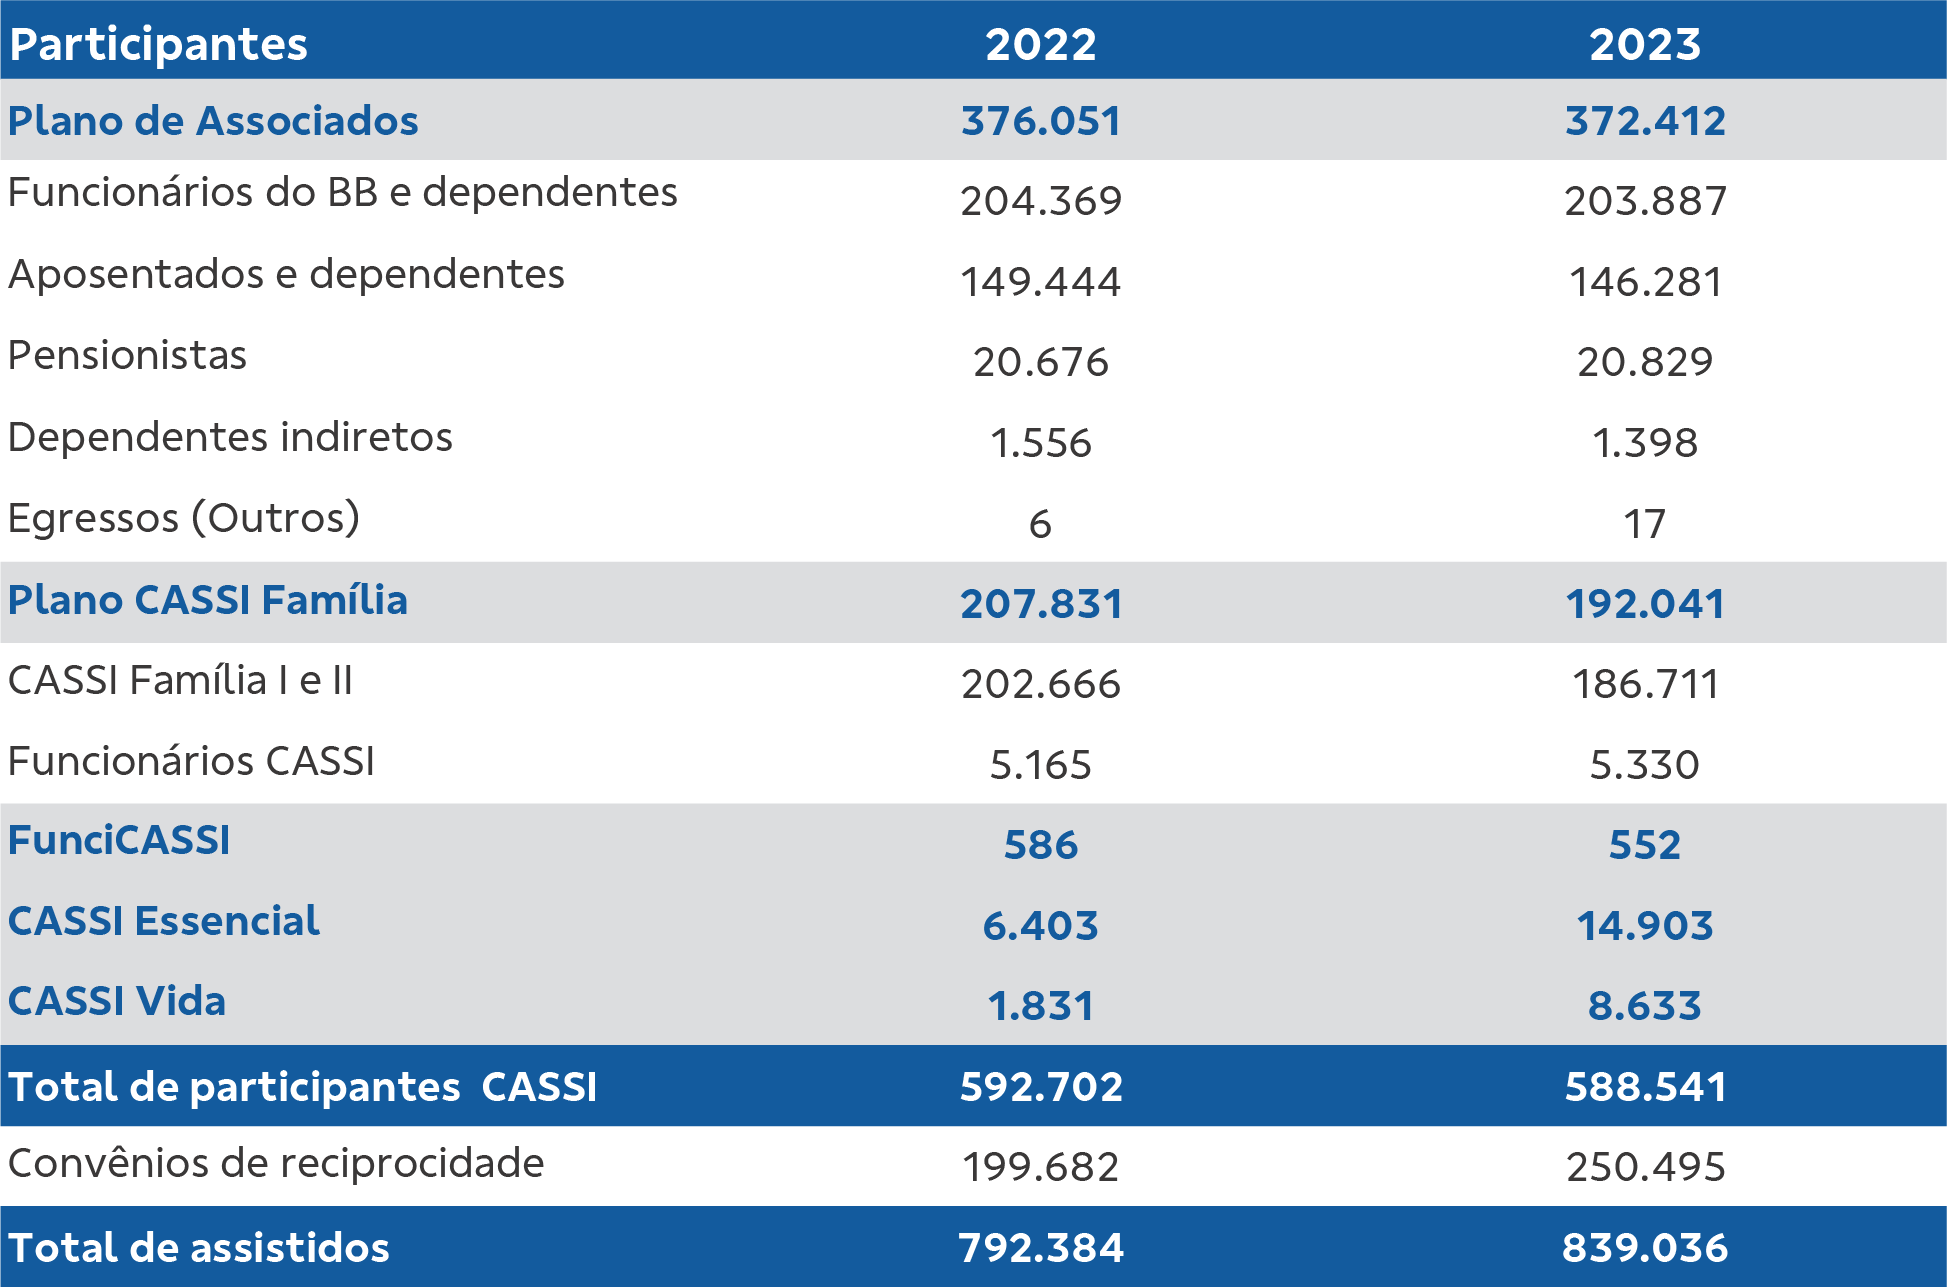 Participantes 2022 2023
Plano de Associados 376.051 372.412
Funcionários do BB e dependentes 204.369 203.887
Aposentados e dependentes 149.444 146.281
Pensionistas 20.676 20.829
Dependentes indiretos 1.556 1.398
Egressos (Outros) 6 17
Plano CASSI Família 207.831 192.041
CASSI Família I e II 202.666 186.711
Funcionários CASSI 5.165 5.330
FunciCASSI 586 552
CASSI Essencial 6.403 14.903
CASSI Vida 1.831 8.633
Total de participantes CASSI 592.702 588.541
Convênios de reciprocidade 199.682 250.495
Total de assistidos 792.384 839.036